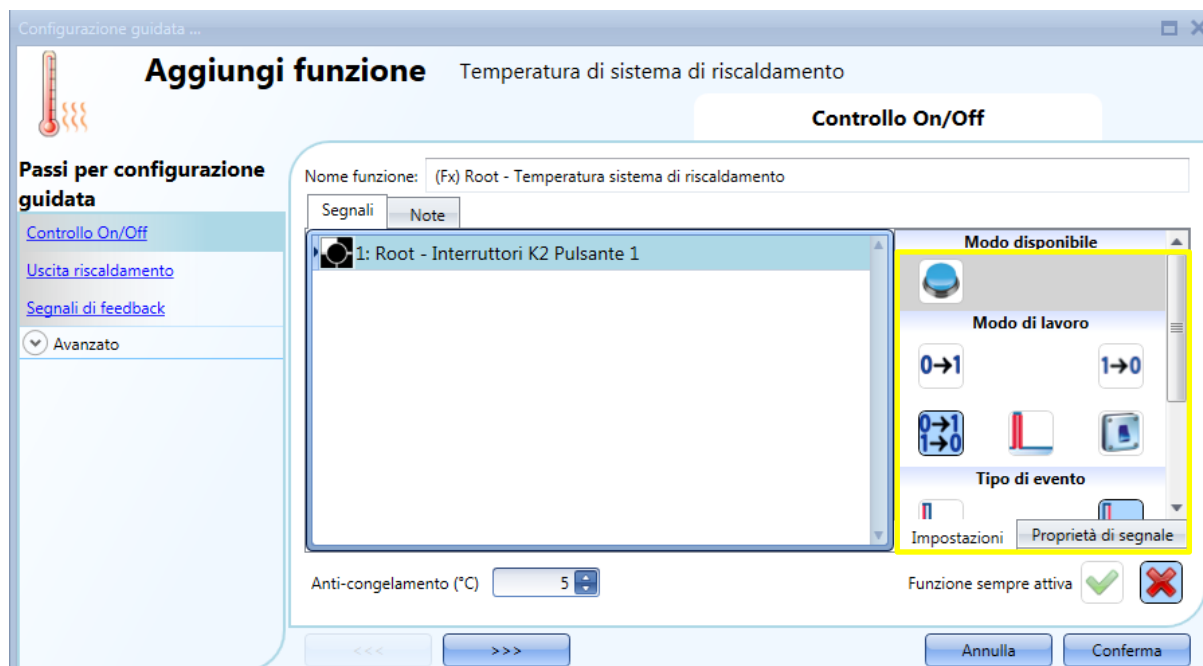 Configurazione guidata ...
Aggiungi funzione Temperatura di sistema di riscaldamento
Controllo On/Off
Passi per configurazione
guidata
Controllo On/Off
Uscita riscaldamento
Segnali di feedback
Avanzato
Nome funzione: (Fx) Root - Temperatura sistema di riscaldamento
Segnali Note
1: Root - Interruttori K2 Pulsante 1
Modo disponibile
Modo di lavoro
0→1 1→0
0→1
1→0
Tipo di evento
Impostazioni Proprietà di segnale
Anti-congelamento (°C) 5
Funzione sempre attiva
<<< >>> Annulla Conferma